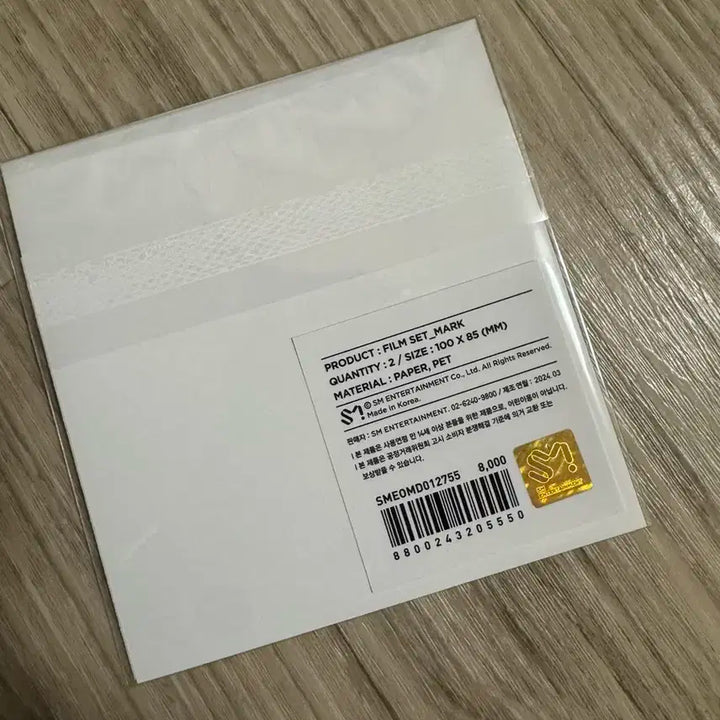 PRODUCT : FILM SET_MARK
QUANTITY : 2 / SIZE : 100 X 85 (MM)
MATERIAL : PAPER, PET
SM! © SM ENTERTAINMENT Co., Ltd. All Rights Reserved.
Made in Korea.
판매자 : SM ENTERTAINMENT. 02-6240-9800 / 제조연월 : 2024.03
| 본 제품은 사용연령 만 14세 이상 분들을 위한 제품으로, 어린이용이 아닙니다.
| 본 제품은 공정거래위원회 고시 소비자 분쟁해결 기준에 의거 교환 또는
보상받을 수 있습니다.
SMEOMD012755 8,000
8800243205550
SM!